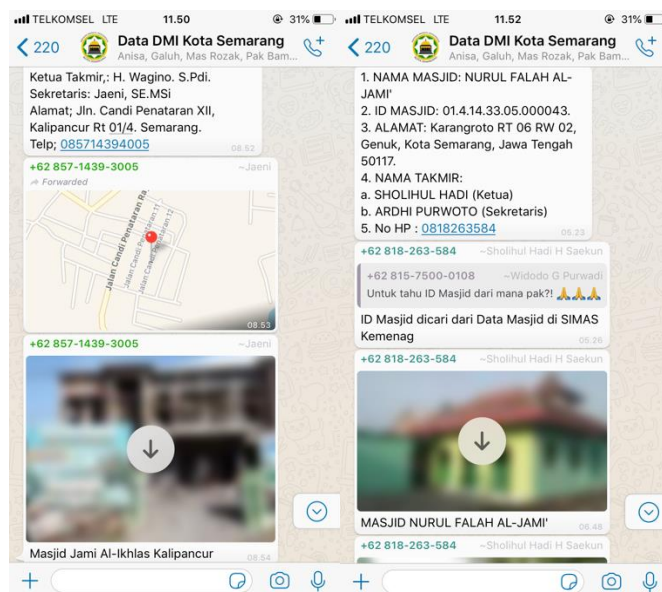 TELKOMSEL LTE 11.50 31%
220 Data DMI Kota Semarang
Anisa, Galuh, Mas Rozak, Pak Bam...
Ketua Takmir,: H. Wagino. S.Pdi.
Sekretaris: Jaeni, SE.MSi
Alamat; Jln. Candi Penataran XII,
Kalipancur Rt 01/4. Semarang.
Telp; 085714394005 08.52
+62 857-1439-3005 ~Jaeni
Forwarded
Jalan Candi Penataran Ra
Jalan Candi Penataran 11
Jalan Candi Penataran 12
08.53
+62 857-1439-3005 ~Jaeni
Masjid Jami Al-Ikhlas Kalipancur 08.54
TELKOMSEL LTE 11.52 31%
220 Data DMI Kota Semarang
Anisa, Galuh, Mas Rozak, Pak Bam...
1. NAMA MASJID: NURUL FALAH AL-
JAMI'
2. ID MASJID: 01.4.14.33.05.000043.
3. ALAMAT: Karangroto RT 06 RW 02,
Genuk, Kota Semarang, Jawa Tengah
50117.
4. NAMA TAKMIR:
a. SHOLIHUL HADI (Ketua)
b. ARDHI PURWOTO (Sekretaris)
5. No HP : 0818263584 05.23
+62 818-263-584 ~Sholihul Hadi H Saekun
+62 815-7500-0108 ~Widodo G Purwadi
Untuk tahu ID Masjid dari mana pak?! 🙏🙏🙏
ID Masjid dicari dari Data Masjid di SIMAS
Kemenag 05.26
+62 818-263-584 ~Sholihul Hadi H Saekun
MASJID NURUL FALAH AL-JAMI' 06.48
+62 818-263-584 ~Sholihul Hadi H Saekun